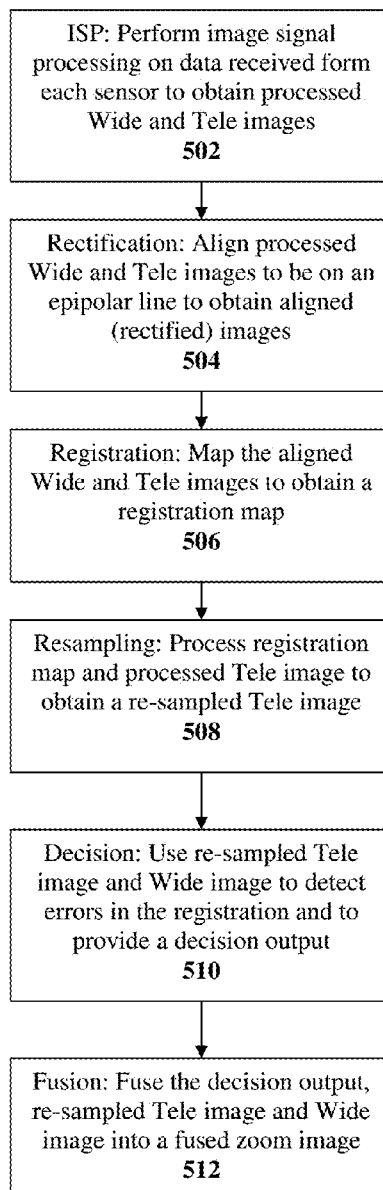 ISP: Perform image signal
processing on data received form
each sensor to obtain processed
Wide and Tele images
502
Rectification: Align processed
Wide and Tele images to be on an
epipolar line to obtain aligned
(rectified) images
504
Registration: Map the aligned
Wide and Tele images to obtain a
registration map
506
Resampling: Process registration
map and processed Tele image to
obtain a re-sampled Tele image
508
Decision: Use re-sampled Tele
image and Wide image to detect
errors in the registration and to
provide a decision output
510
Fusion: Fuse the decision output,
re-sampled Tele image and Wide
image into a fused zoom image
512